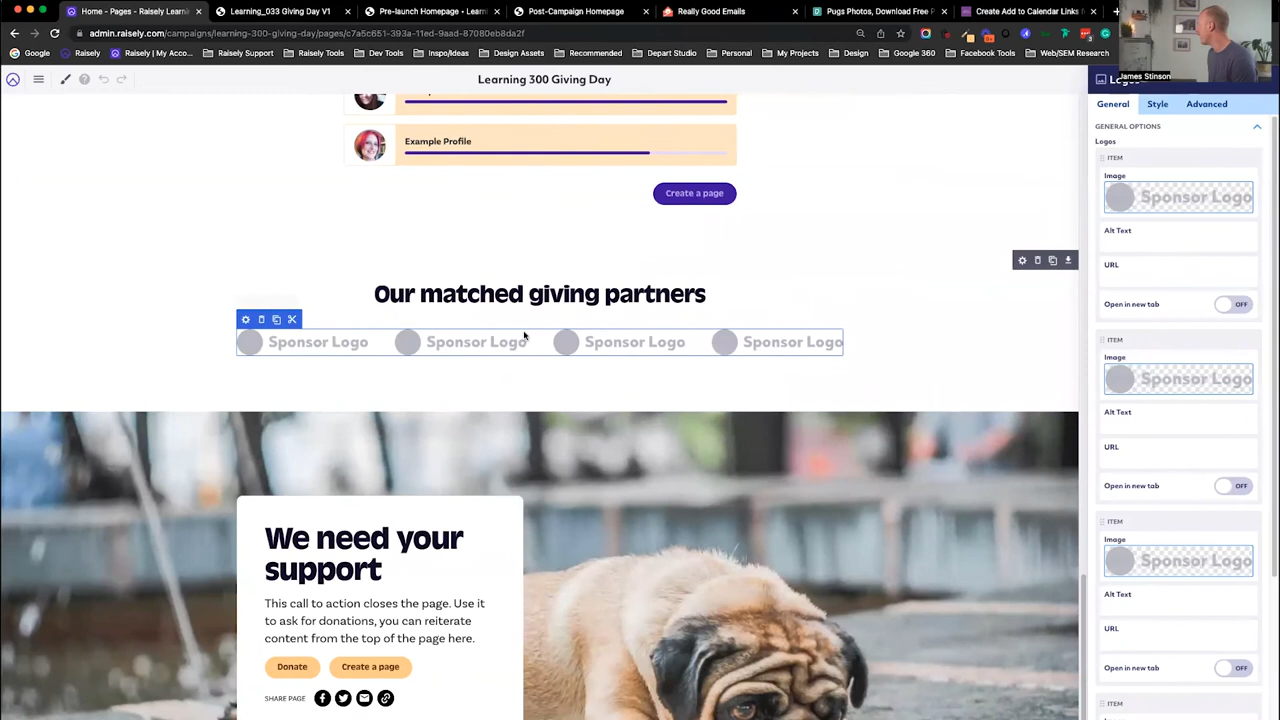 Home - Pages - Raisely Learnin
Learning_033 Giving Day V1
Pre-launch Homepage - Learni
Post-Campaign Homepage
Really Good Emails
Pugs Photos, Download Free P
Create Add to Calendar Links f
admin.raisely.com/campaigns/learning-300-giving-day/pages/c7a5c651-393a-11ed-9aad-87080eb8da2f
Google
Raisely
Raisely | My Acco...
Raisely Support
Raisely Tools
Dev Tools
Inspo/Ideas
Design Assets
Recommended
Depart Studio
Personal
My Projects
Design
Google 360
Facebook Tools
Web/SEM Research
James Stinson
Learning 300 Giving Day
Logos
General
Style
Advanced
GENERAL OPTIONS
Logos
ITEM
Image
Sponsor Logo
Alt Text
URL
Open in new tab
OFF
ITEM
Image
Sponsor Logo
Alt Text
URL
Open in new tab
OFF
ITEM
Image
Sponsor Logo
Alt Text
URL
Open in new tab
OFF
ITEM
Example Profile
Create a page
Our matched giving partners
Sponsor Logo
Sponsor Logo
Sponsor Logo
Sponsor Logo
We need your
support
This call to action closes the page. Use it
to ask for donations, you can reiterate
content from the top of the page here.
Donate
Create a page
SHARE PAGE